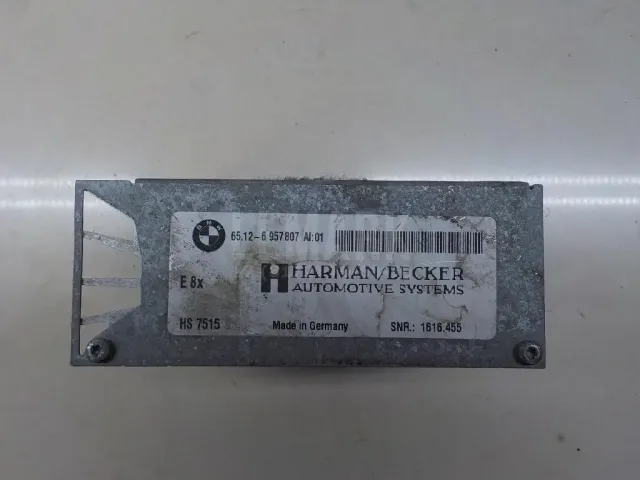 BMW
65.12-6 957807 AI:01
E 8x
HARMAN/BECKER
AUTOMOTIVE SYSTEMS
HS 7515
Made in Germany
SNR.: 1616.455